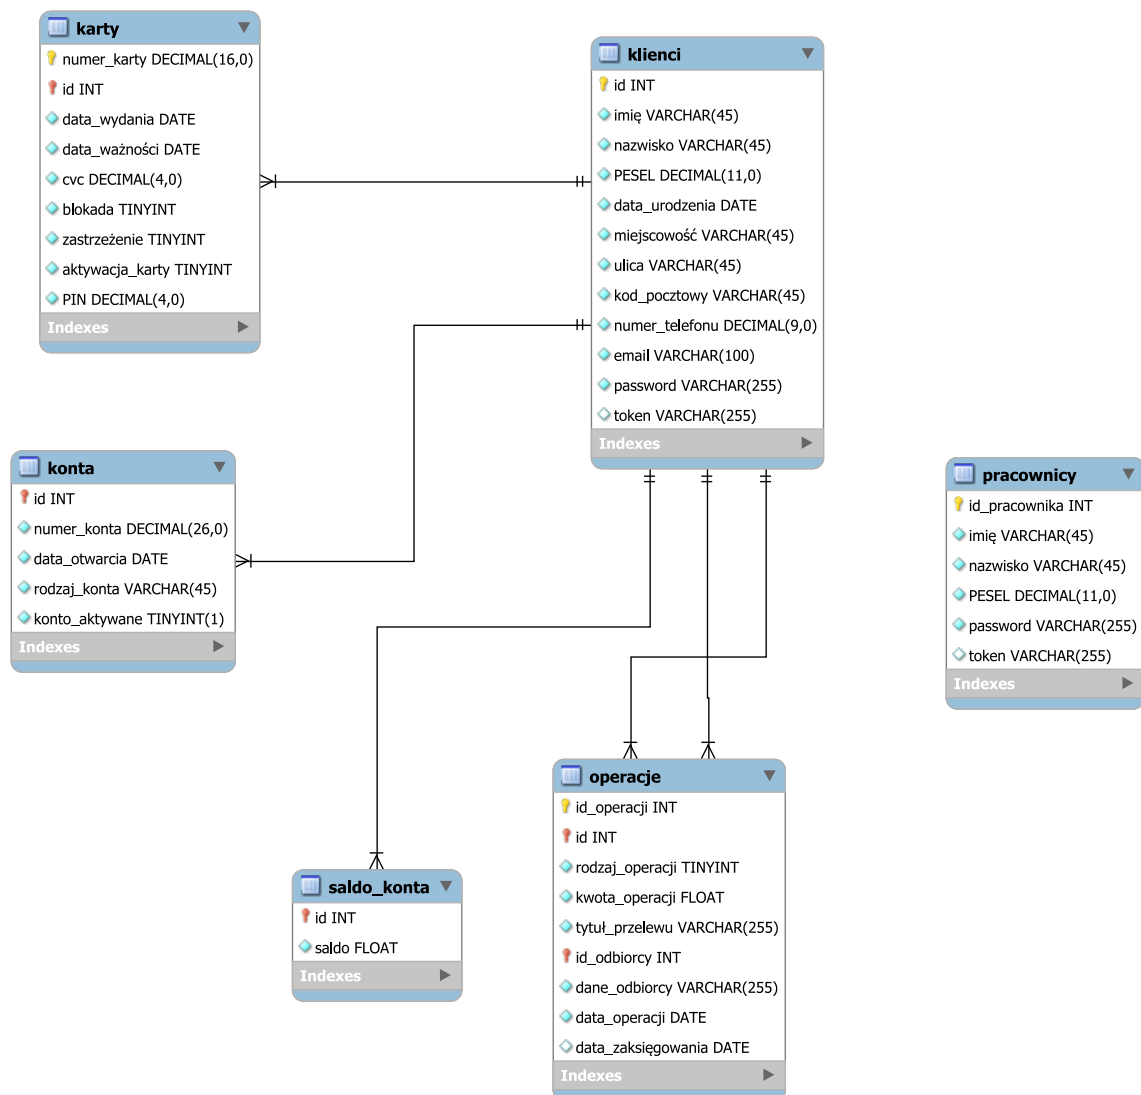 karty
numer_karty DECIMAL(16,0)
id INT
data_wydania DATE
data_ważności DATE
cvc DECIMAL(4,0)
blokada TINYINT
zastrzeżenie TINYINT
aktywacja_karty TINYINT
PIN DECIMAL(4,0)
Indexes
klienci
id INT
imię VARCHAR(45)
nazwisko VARCHAR(45)
PESEL DECIMAL(11,0)
data_urodzenia DATE
miejscowość VARCHAR(45)
ulica VARCHAR(45)
kod_pocztowy VARCHAR(45)
numer_telefonu DECIMAL(9,0)
email VARCHAR(100)
password VARCHAR(255)
token VARCHAR(255)
Indexes
konta
id INT
numer_konta DECIMAL(26,0)
data_otwarcia DATE
rodzaj_konta VARCHAR(45)
konto_aktywane TINYINT(1)
Indexes
pracownicy
id_pracownika INT
imię VARCHAR(45)
nazwisko VARCHAR(45)
PESEL DECIMAL(11,0)
password VARCHAR(255)
token VARCHAR(255)
Indexes
saldo_konta
id INT
saldo FLOAT
Indexes
operacje
id_operacji INT
id INT
rodzaj_operacji TINYINT
kwota_operacji FLOAT
tytuł_przelewu VARCHAR(255)
id_odbiorcy INT
dane_odbiorcy VARCHAR(255)
data_operacji DATE
data_zaksięgowania DATE
Indexes